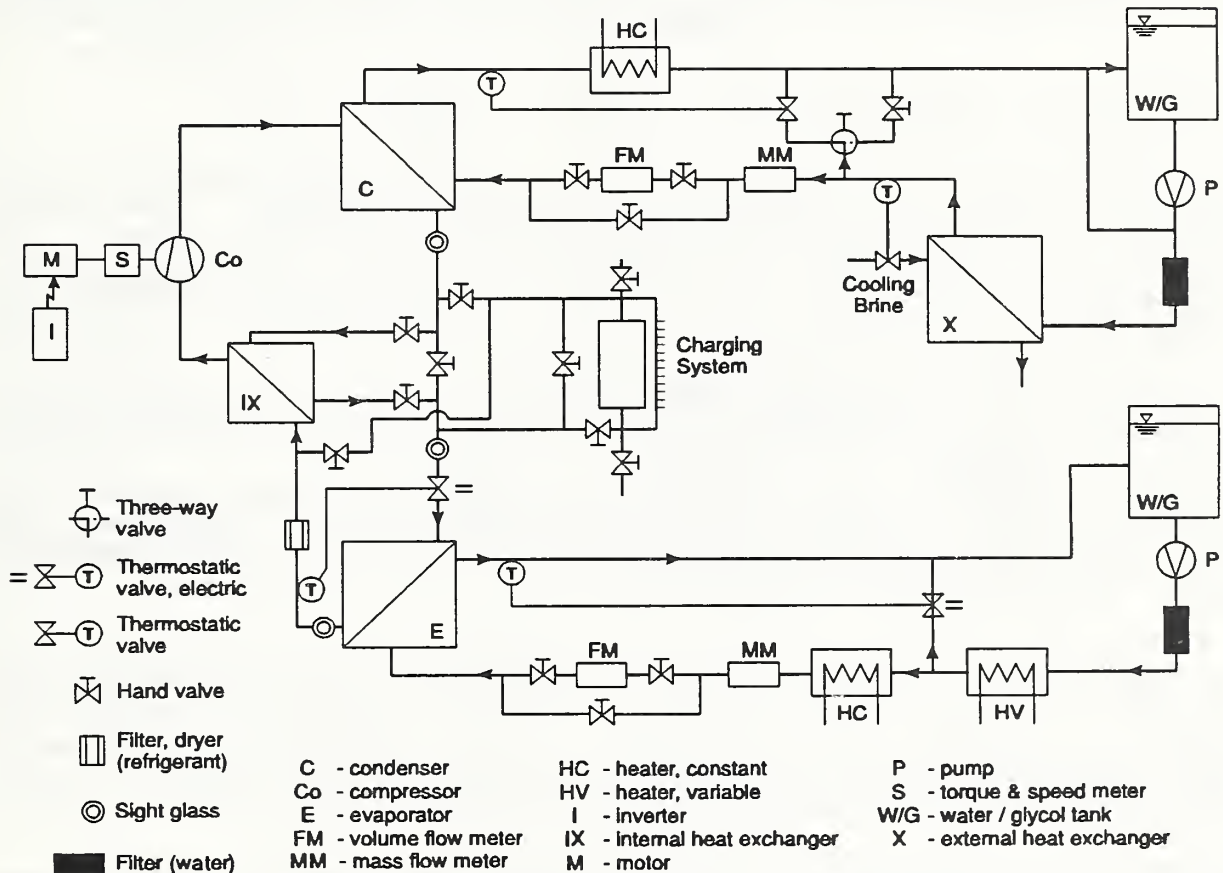 HC
T
W/G
FM
MM
C
P
T
M
S
Co
Cooling
Brine
X
I
Charging
System
IX
=
W/G
T
T
P
E
=
FM
MM
HC
HV
Three-way
valve
= T Thermostatic
valve, electric
T Thermostatic
valve
Hand valve
Filter, dryer
(refrigerant)
Sight glass
Filter (water)
C - condenser
Co - compressor
E - evaporator
FM - volume flow meter
MM - mass flow meter
HC - heater, constant
HV - heater, variable
I - inverter
IX - internal heat exchanger
M - motor
P - pump
S - torque & speed meter
W/G - water / glycol tank
X - external heat exchanger